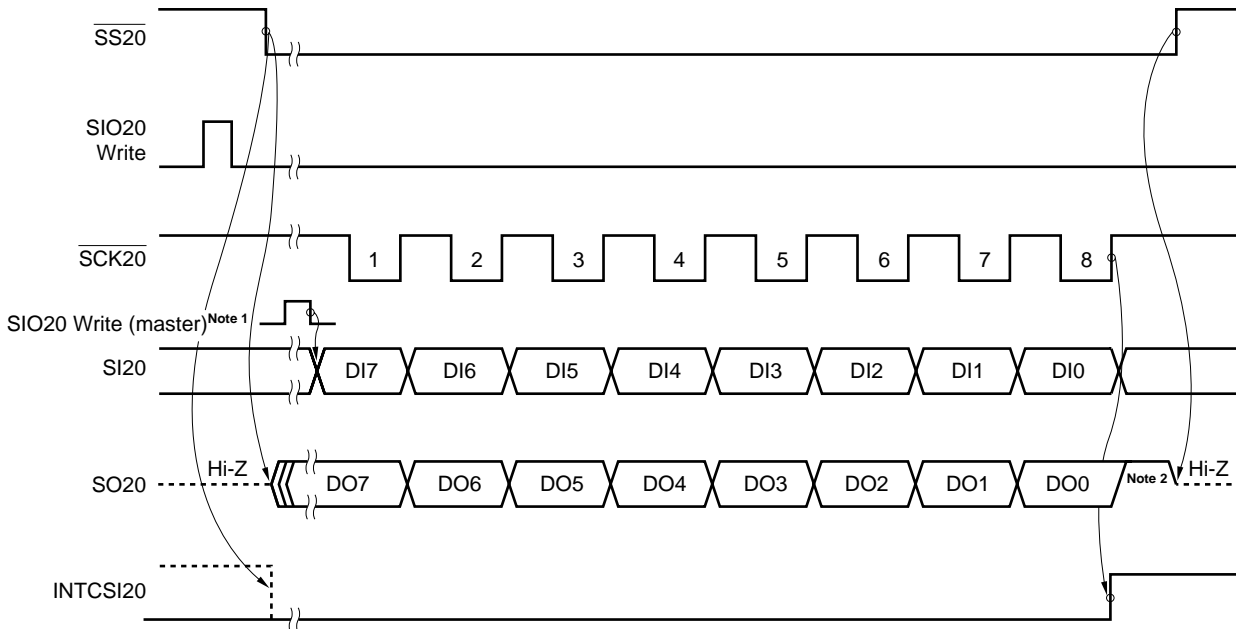 SS20
SIO20
Write
SCK20
1 2 3 4 5 6 7 8
SIO20 Write (master)Note 1
SI20
DI7 DI6 DI5 DI4 DI3 DI2 DI1 DI0
Hi-Z
SO20
DO7 DO6 DO5 DO4 DO3 DO2 DO1 DO0
Note 2
Hi-Z
INTCSI20